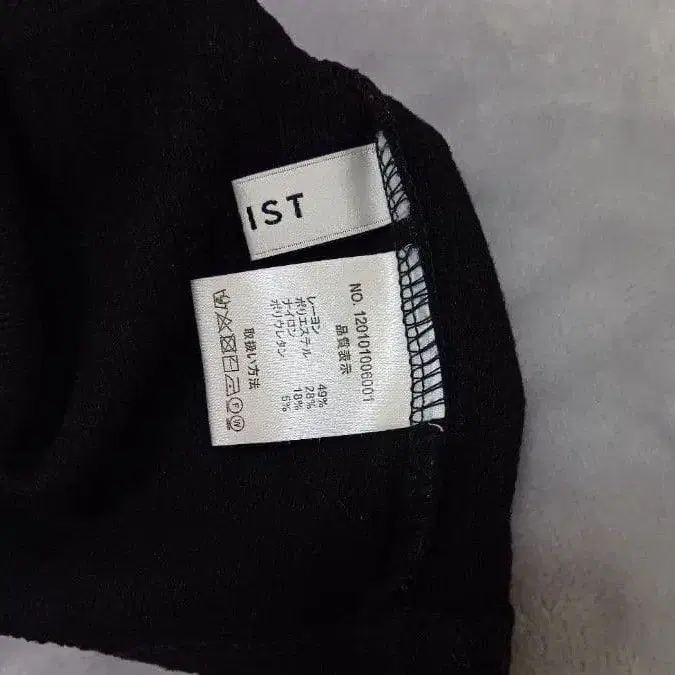 IST
NO. 1201010006001
品質表示
レーヨン 49%
ポリエステル 28%
ナイロン 18%
ポリウレタン 5%
取扱い方法